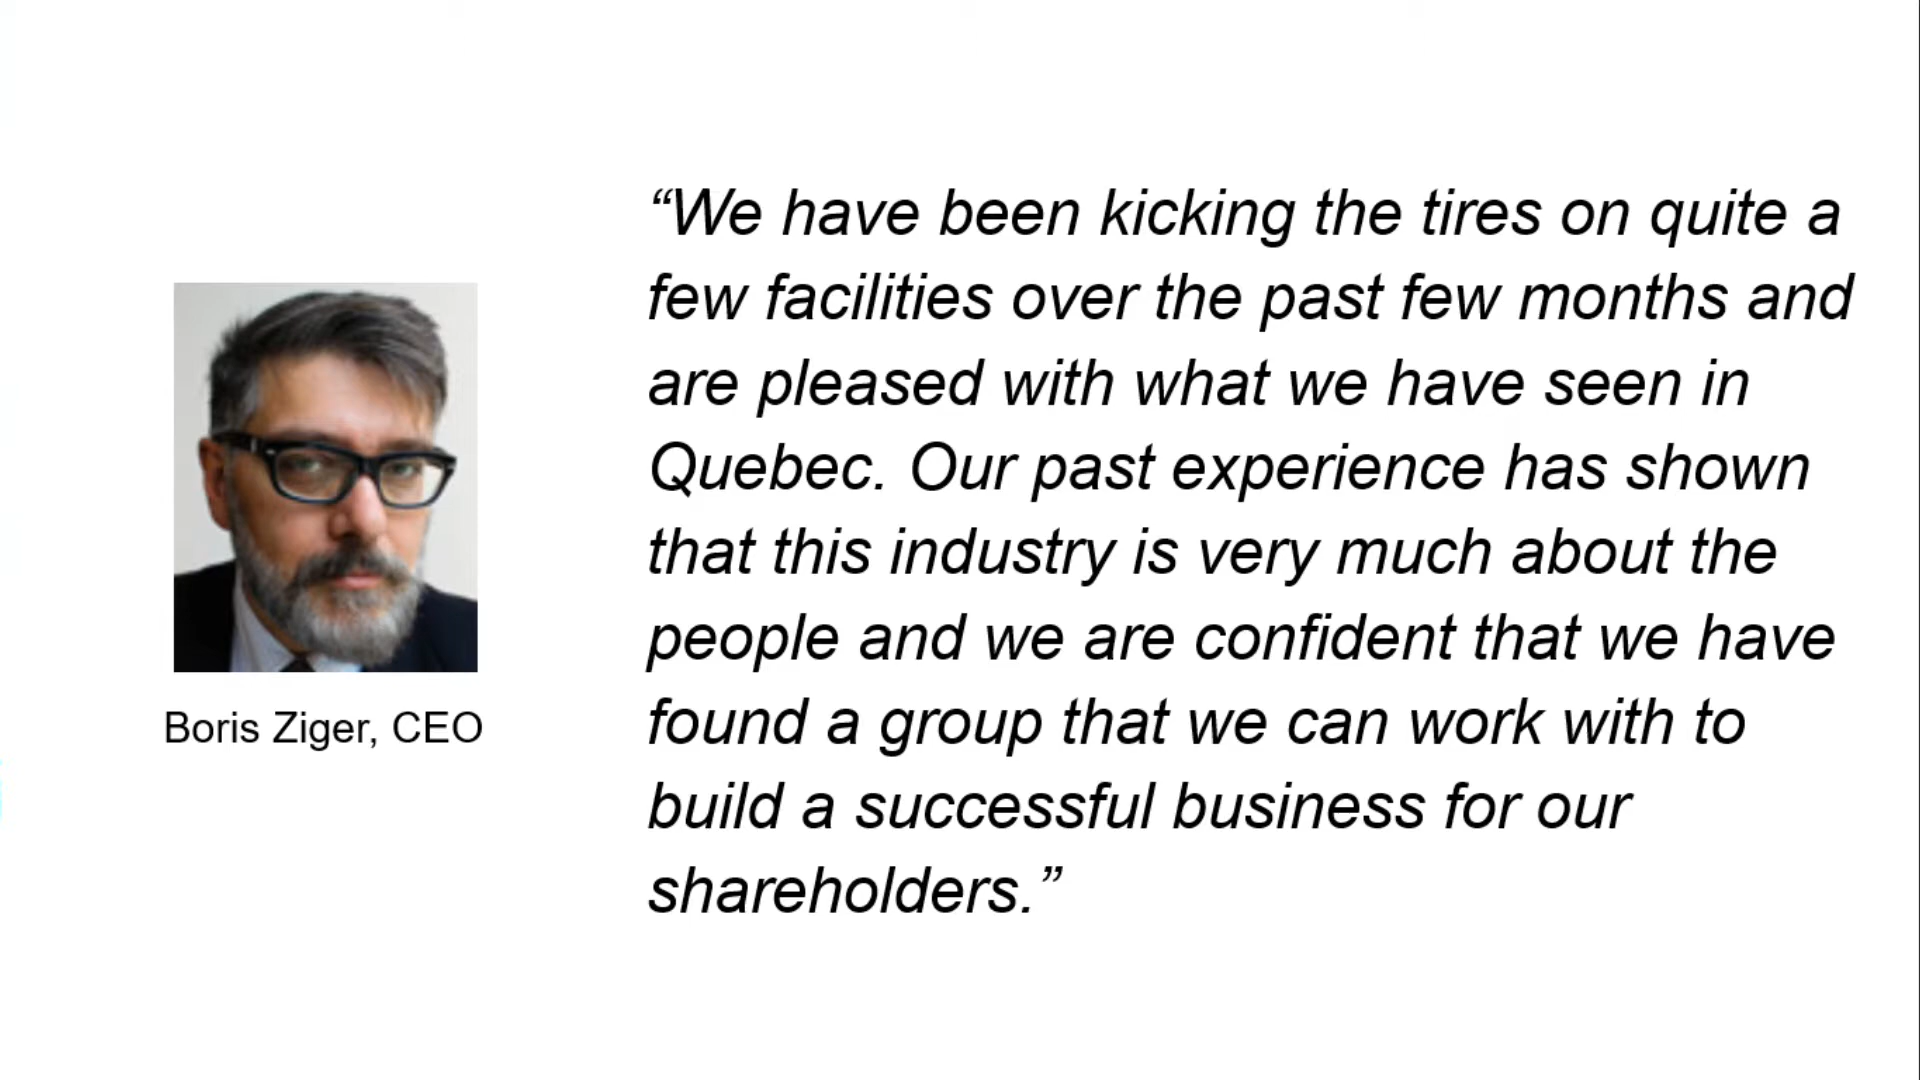 “We have been kicking the tires on quite a
few facilities over the past few months and
are pleased with what we have seen in
Quebec. Our past experience has shown
that this industry is very much about the
people and we are confident that we have
found a group that we can work with to
build a successful business for our
shareholders.”
Boris Ziger, CEO